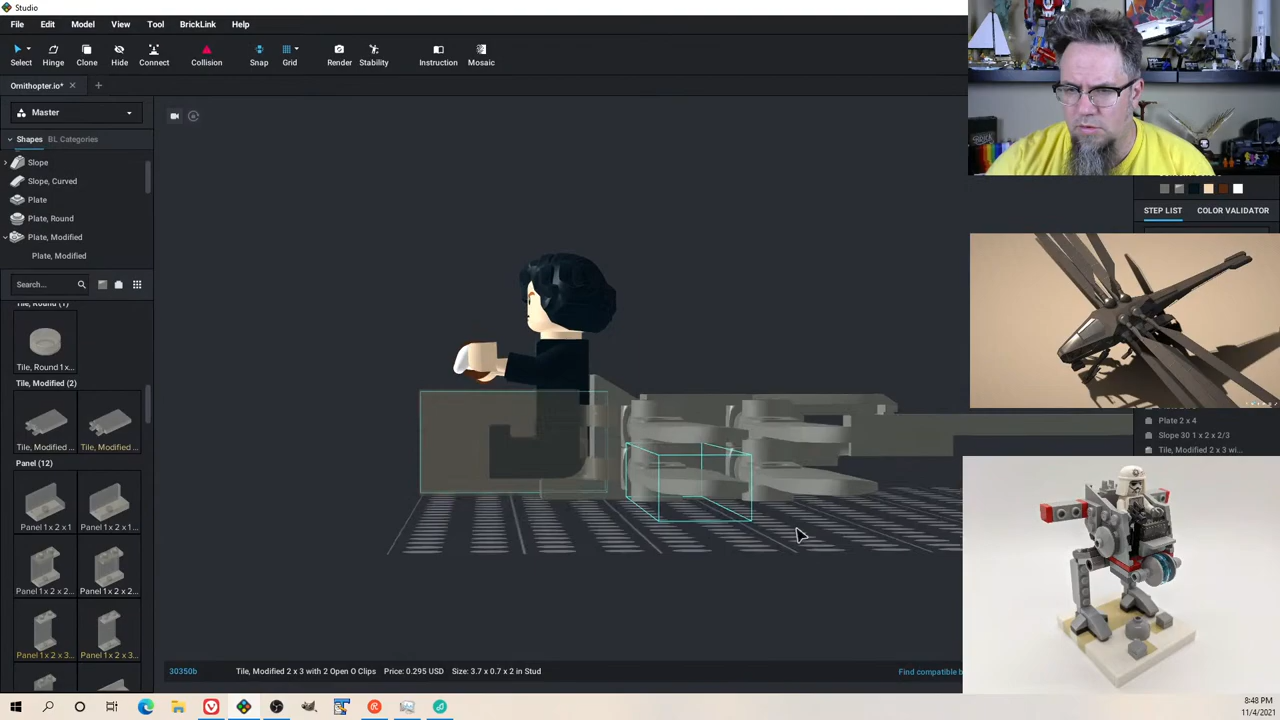 Studio
File Edit Model View Tool BrickLink Help
Select Hinge Clone Hide Connect Collision Snap Grid Render Stability Instruction Mosaic
Ornithopter.io*
Master
Shapes BL Categories
Slope
Slope, Curved
Plate
Plate, Round
Plate, Modified
Plate, Modified
Search...
Tile, Round (1)
Tile, Round 1x...
Tile, Modified (2)
Tile, Modified ... Tile, Modified ...
Panel (12)
Panel 1 x 2 x 1 Panel 1 x 2 x 1...
Panel 1 x 2 x 2... Panel 1 x 2 x 2...
Panel 1 x 2 x 3... Panel 1 x 2 x 3...
STEP LIST COLOR VALIDATOR
Plate 2 x 4
Slope 30 1 x 2 x 2/3
Tile, Modified 2 x 3 wi...
30350b Tile, Modified 2 x 3 with 2 Open O Clips Price: 0.295 USD Size: 3.7 x 0.7 x 2 in Stud
Find compatible b
8:48 PM
11/4/2021